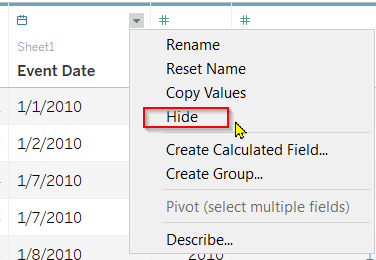 Sheet1
Event Date
1/1/2010
1/2/2010
1/7/2010
1/7/2010
1/8/2010
Rename
Reset Name
Copy Values
Hide
Create Calculated Field...
Create Group...
Pivot (select multiple fields)
Describe...
2010